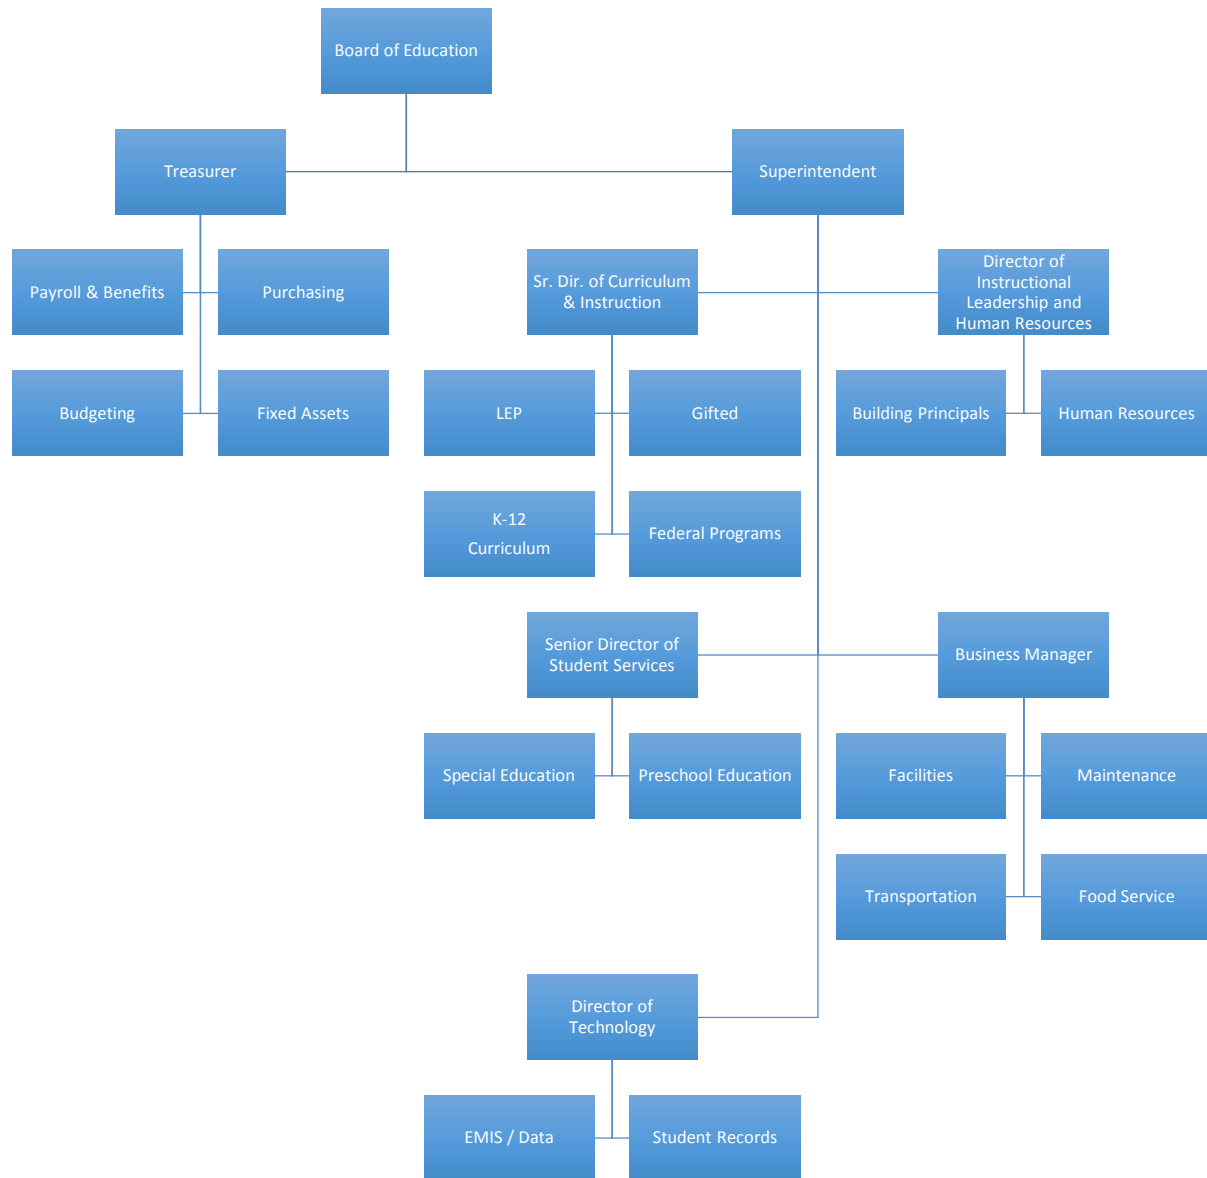 Board of Education
Treasurer
Superintendent
Payroll & Benefits
Purchasing
Sr. Dir. of Curriculum
& Instruction
Director of
Instructional
Leadership and
Human Resources
Budgeting
Fixed Assets
LEP
Gifted
Building Principals
Human Resources
K-12
Curriculum
Federal Programs
Senior Director of
Student Services
Business Manager
Special Education
Preschool Education
Facilities
Maintenance
Transportation
Food Service
Director of
Technology
EMIS / Data
Student Records